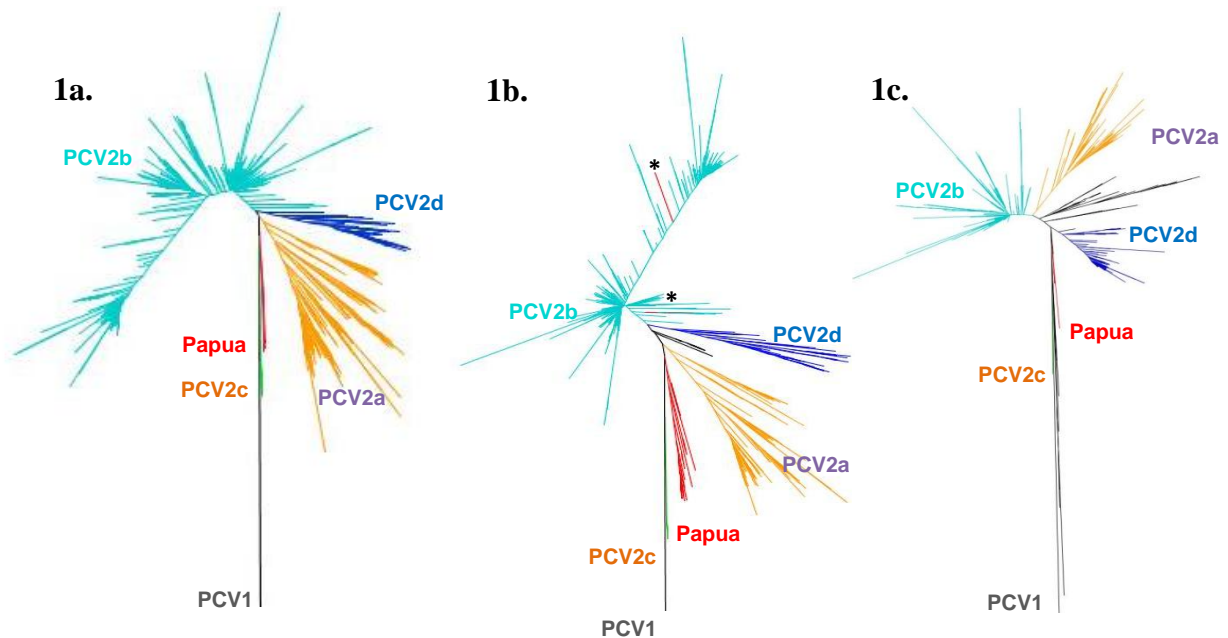 1a.
PCV2b
PCV2d
Papua
PCV2c
PCV2a
PCV1
1b.
*
*
PCV2b
PCV2d
PCV2a
Papua
PCV2c
PCV1
1c.
PCV2a
PCV2b
PCV2d
Papua
PCV2c
PCV1